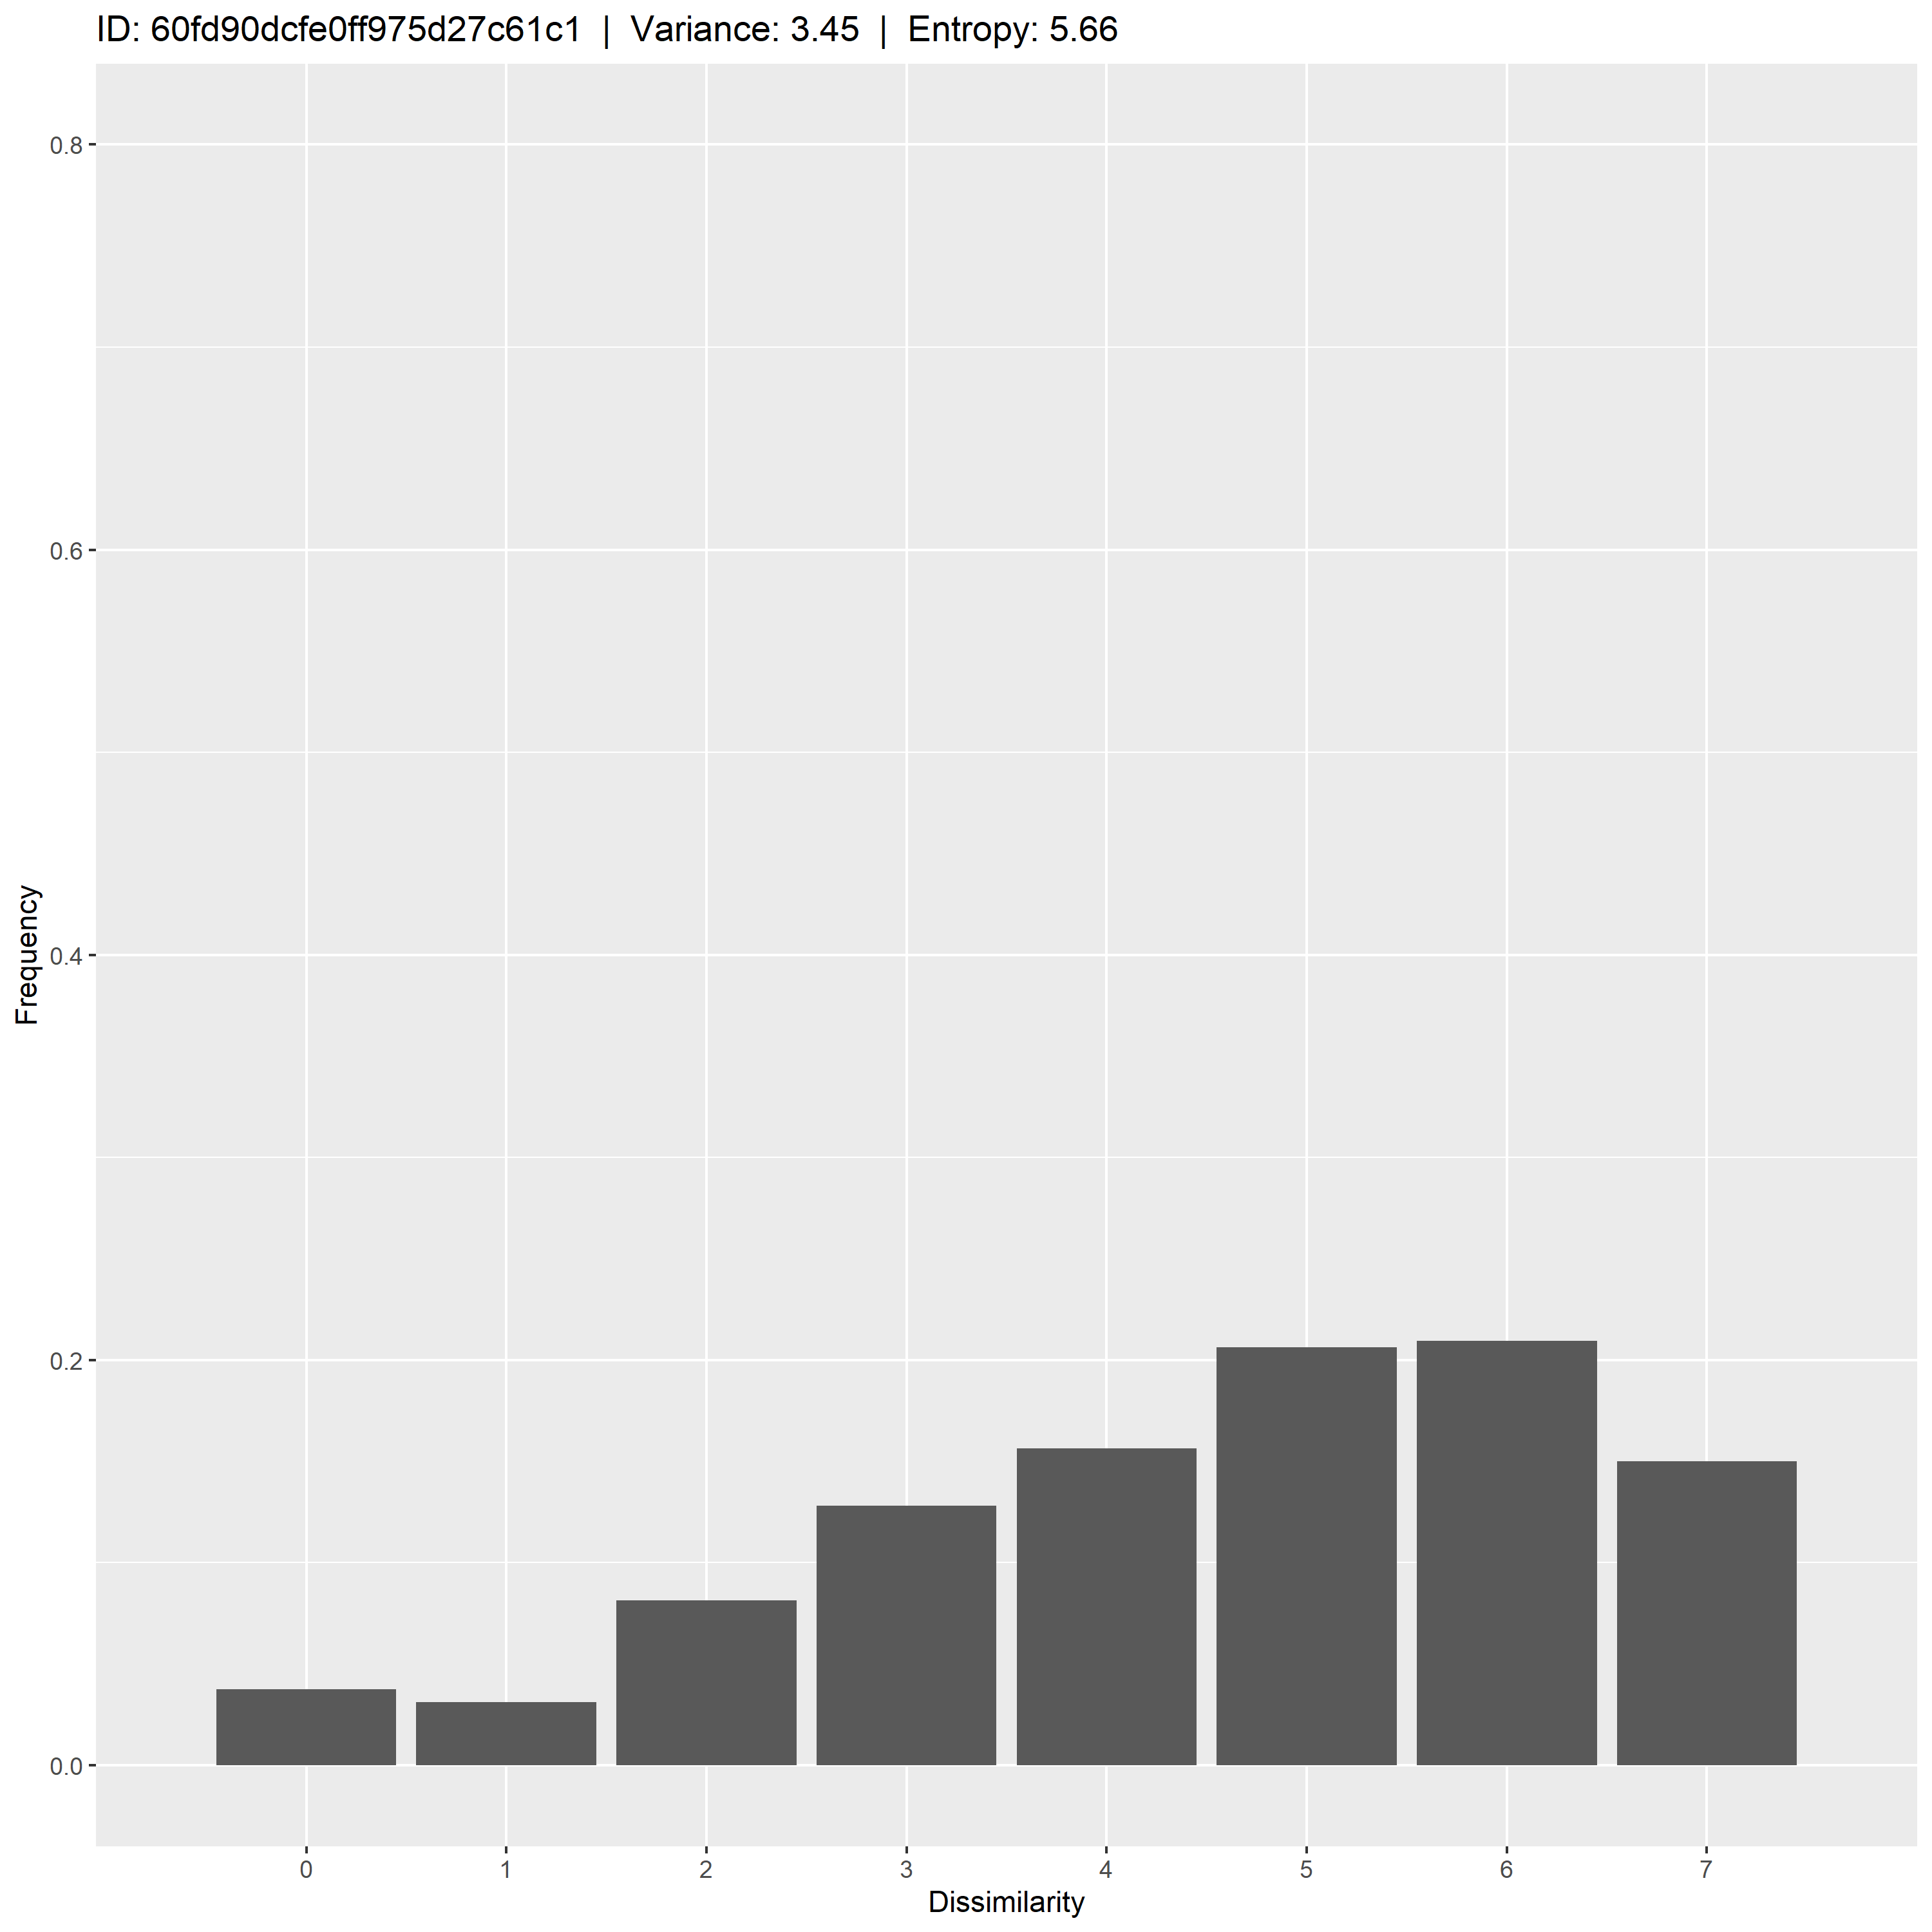 ID: 60fd90dcfe0ff975d27c61c1 | Variance: 3.45 | Entropy: 5.66
0.8
0.6
0.4
0.2
0.0
Frequency
0 1 2 3 4 5 6 7
Dissimilarity